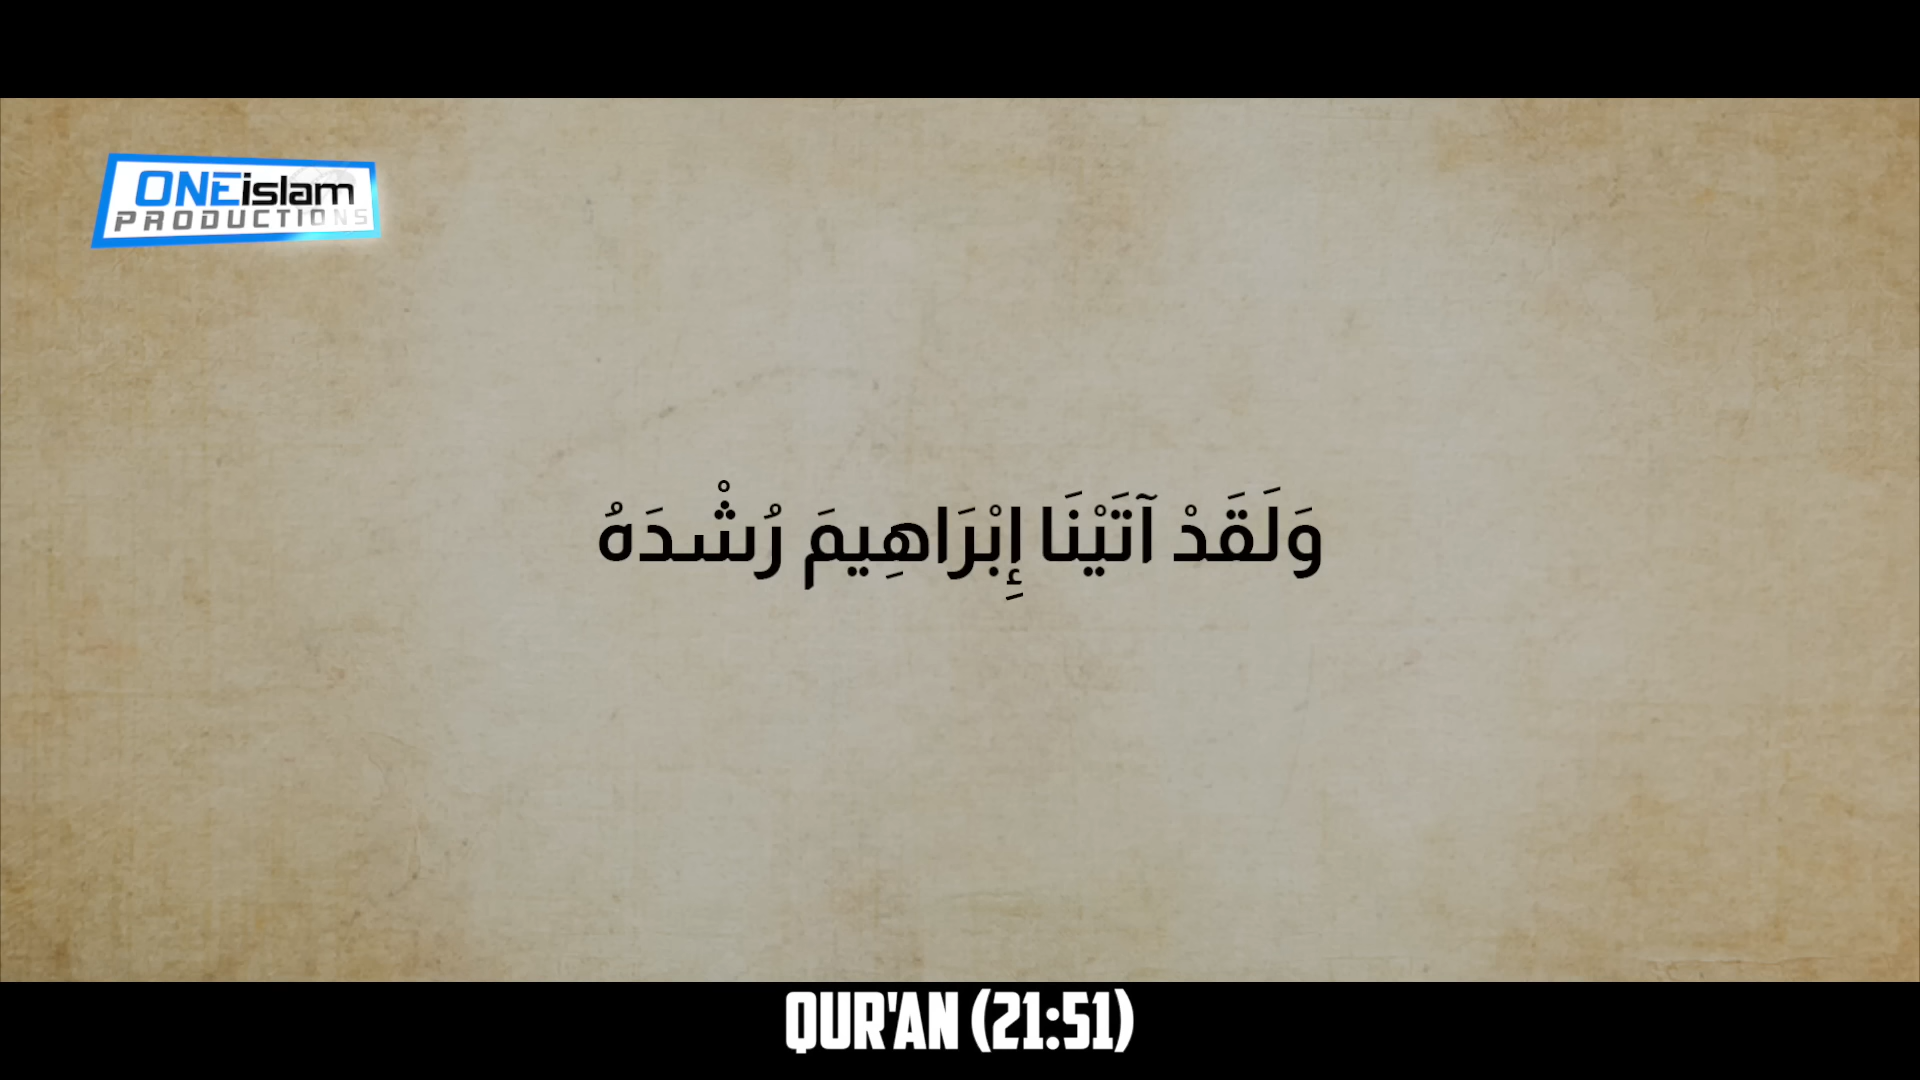 ONEislam
PRODUCTIONS
وَلَقَدْ آتَيْنَا إِبْرَاهِيمَ رُشْدَهُ
QUR'AN (21:51)